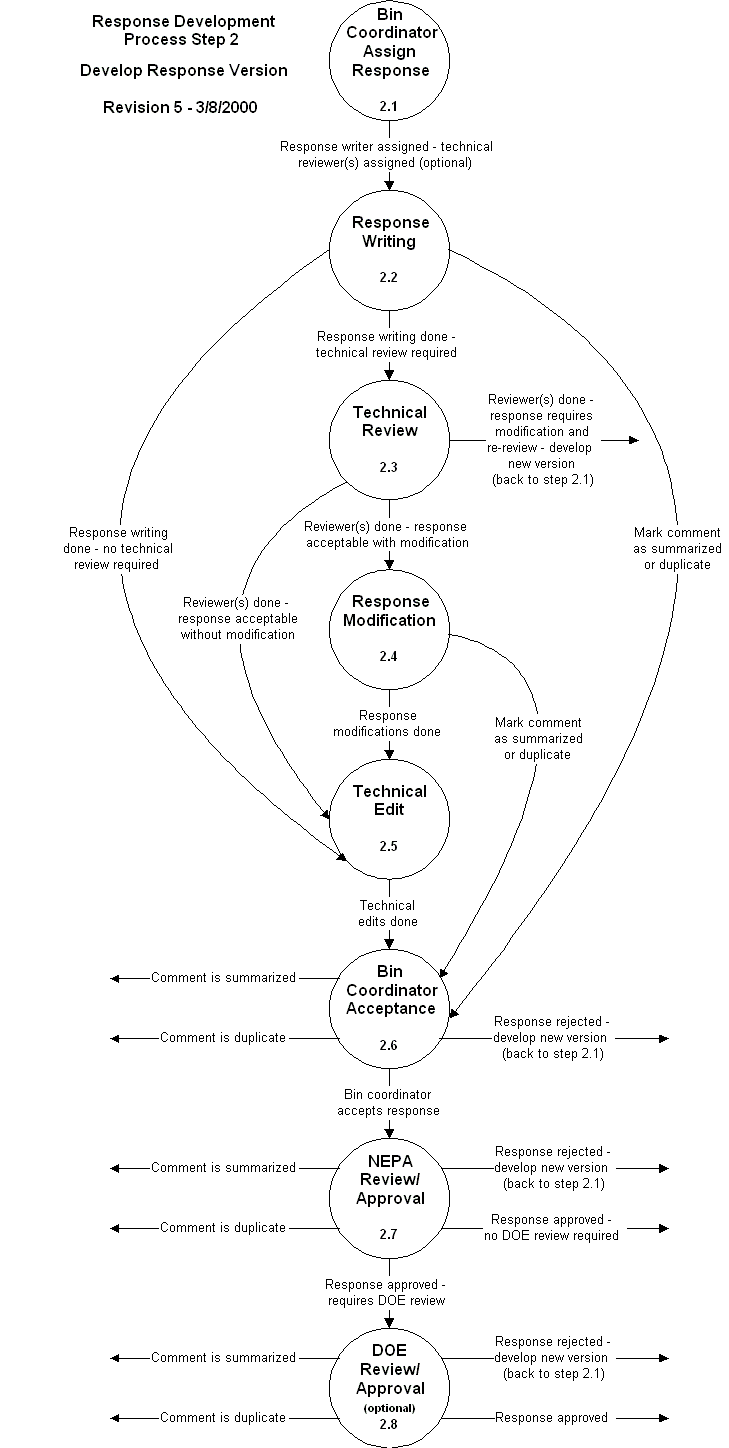 Response Development
Process Step 2
Develop Response Version
Revision 5 - 3/8/2000
Bin
Coordinator
Assign
Response
2.1
Response writer assigned - technical
reviewer(s) assigned (optional)
Response
Writing
2.2
Response writing done -
technical review required
Technical
Review
2.3
Reviewer(s) done -
response requires
modification and
re-review - develop
new version
(back to step 2.1)
Response writing
done - no technical
review required
Reviewer(s) done - response
acceptable with modification
Mark comment
as summarized
or duplicate
Reviewer(s) done -
response acceptable
without modification
Response
Modification
2.4
Response
modifications done
Mark comment
as summarized
or duplicate
Technical
Edit
2.5
Technical
edits done
Bin
Coordinator
Acceptance
2.6
Comment is summarized
Comment is duplicate
Response rejected -
develop new version
(back to step 2.1)
Bin coordinator
accepts response
NEPA
Review/
Approval
2.7
Comment is summarized
Response rejected -
develop new version
(back to step 2.1)
Comment is duplicate
Response approved -
no DOE review required
Response approved -
requires DOE review
DOE
Review/
Approval
(optional)
2.8
Comment is summarized
Response rejected -
develop new version
(back to step 2.1)
Comment is duplicate
Response approved